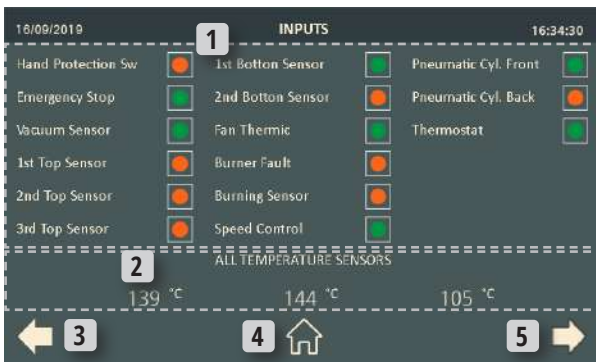 16/09/2019 INPUTS 16:34:30
1
Hand Protection Sw 1st Botton Sensor Pneumatic Cyl. Front
Emergency Stop 2nd Botton Sensor Pneumatic Cyl. Back
Vacuum Sensor Fan Thermic Thermostat
1st Top Sensor Burner Fault
2nd Top Sensor Burning Sensor
3rd Top Sensor Speed Control
ALL TEMPERATURE SENSORS
2
139 °C 144 °C 105 °C
3 4 5